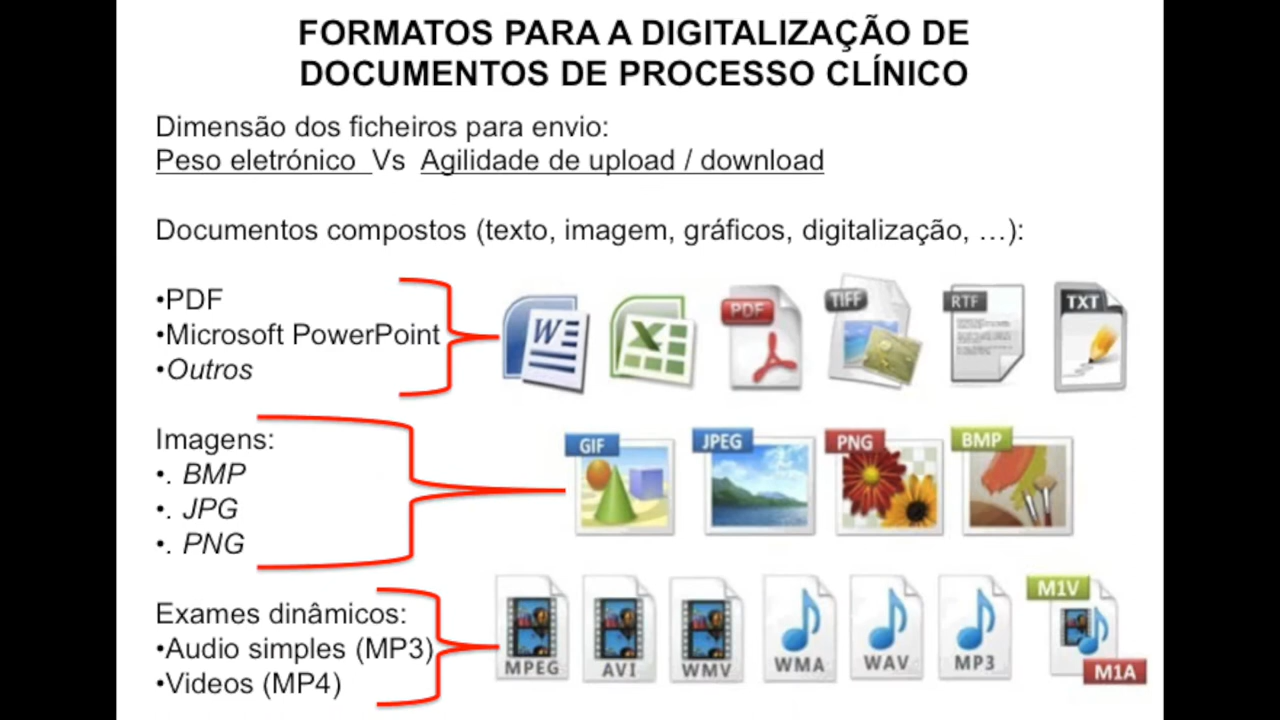 FORMATOS PARA A DIGITALIZAÇÃO DE
DOCUMENTOS DE PROCESSO CLÍNICO
Dimensão dos ficheiros para envio:
Peso eletrónico Vs Agilidade de upload / download
Documentos compostos (texto, imagem, gráficos, digitalização, …):
•PDF
•Microsoft PowerPoint
•Outros
W X PDF TIFF RTF TXT
Imagens:
•. BMP
•. JPG
•. PNG
GIF JPEG PNG BMP
Exames dinâmicos:
•Audio simples (MP3)
•Videos (MP4)
MPEG AVI WMV WMA WAV MP3 M1V M1A